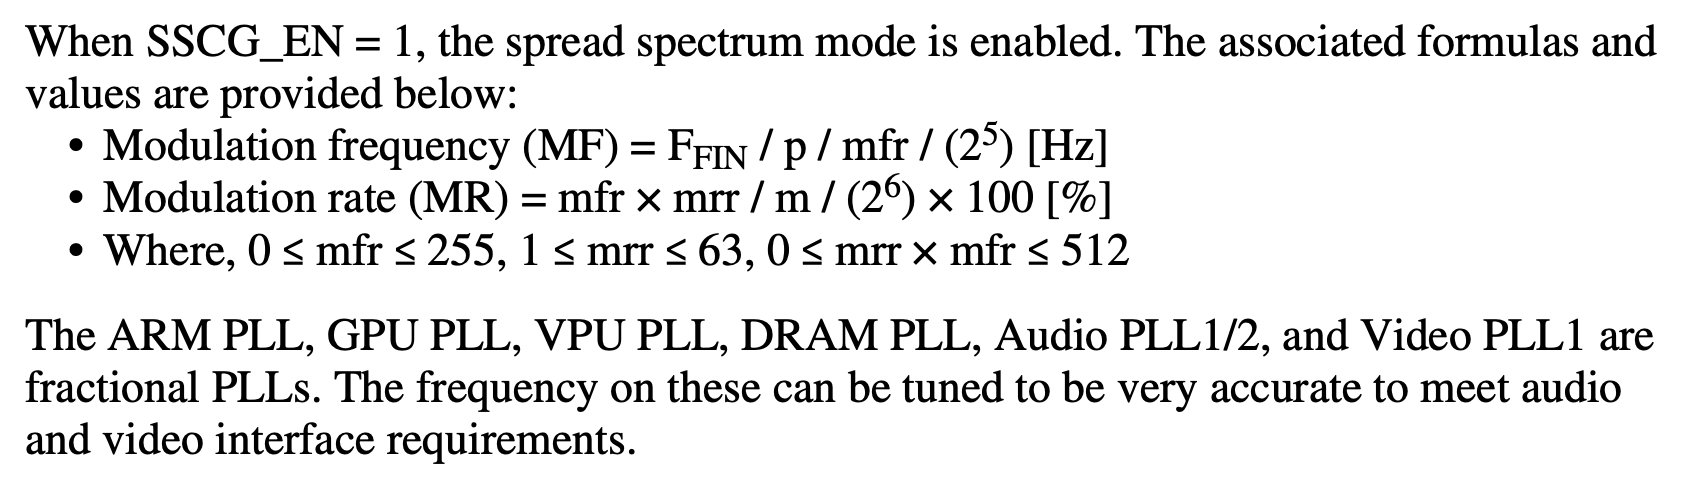 When SSCG_EN = 1, the spread spectrum mode is enabled. The associated formulas and
values are provided below:
• Modulation frequency (MF) = F_FIN / p / mfr / (2^5) [Hz]
• Modulation rate (MR) = mfr × mrr / m / (2^6) × 100 [%]
• Where, 0 ≤ mfr ≤ 255, 1 ≤ mrr ≤ 63, 0 ≤ mrr × mfr ≤ 512
The ARM PLL, GPU PLL, VPU PLL, DRAM PLL, Audio PLL1/2, and Video PLL1 are
fractional PLLs. The frequency on these can be tuned to be very accurate to meet audio
and video interface requirements.